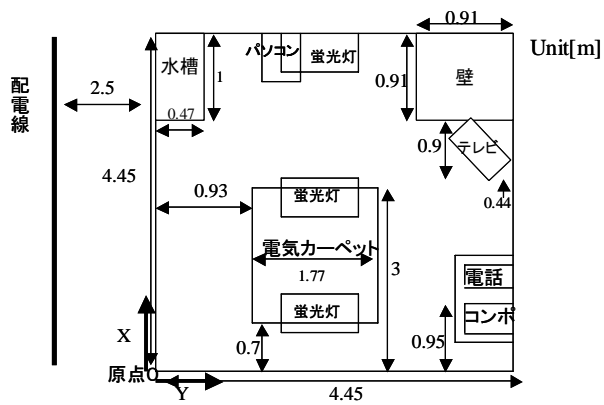 0.91
Unit[m]
配電線
2.5
水槽
1
0.47
パソコン
蛍光灯
0.91
壁
0.9
テレビ
0.44
4.45
0.93
蛍光灯
電気カーペット
1.77
3
蛍光灯
0.7
電話
コンポ
0.95
X
原点O
Y
4.45